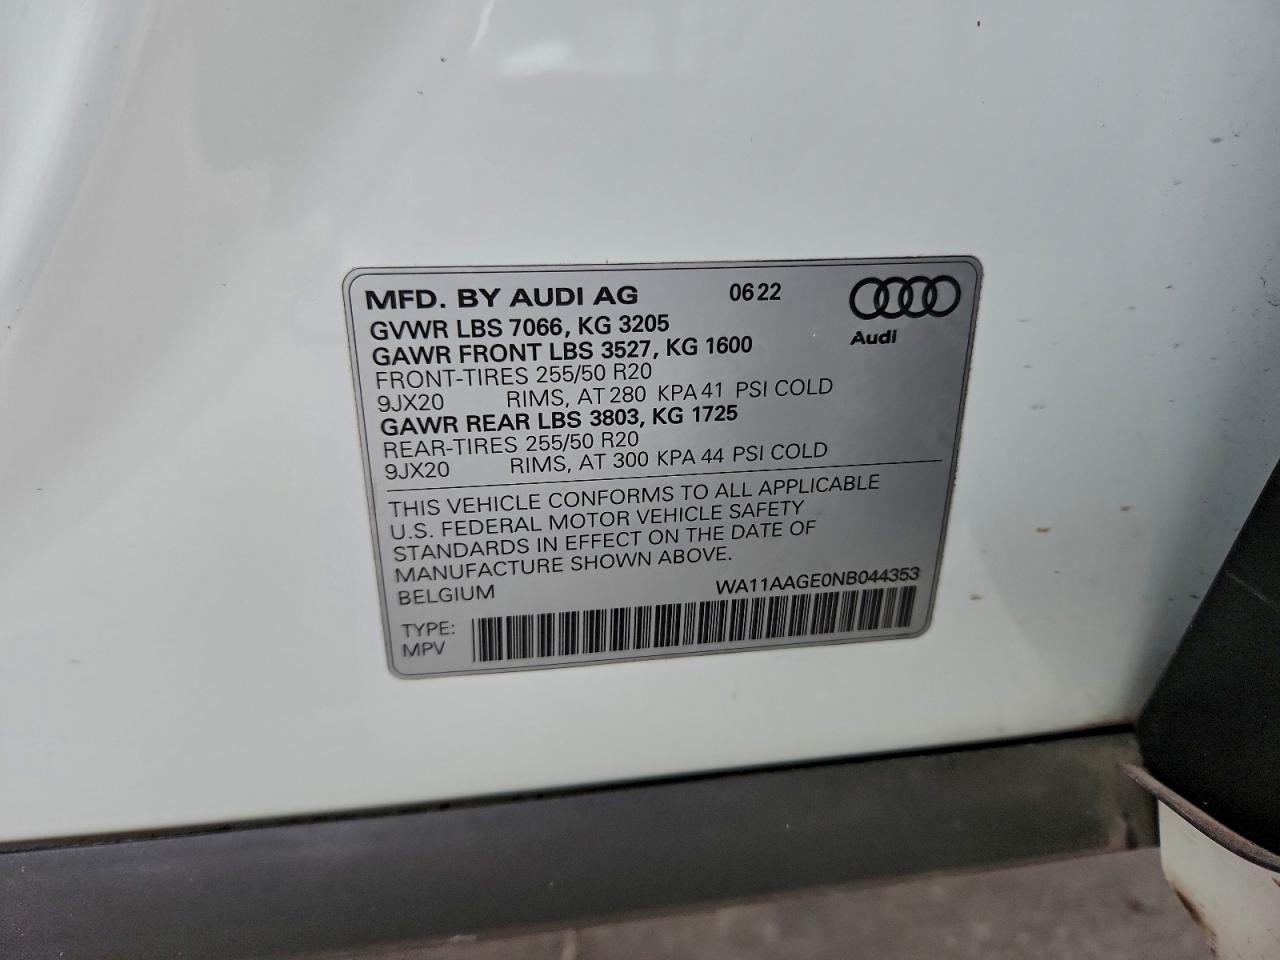 MFD. BY AUDI AG 0622
Audi
GVWR LBS 7066, KG 3205
GAWR FRONT LBS 3527, KG 1600
FRONT-TIRES 255/50 R20
9JX20 RIMS, AT 280 KPA 41 PSI COLD
GAWR REAR LBS 3803, KG 1725
REAR-TIRES 255/50 R20
9JX20 RIMS, AT 300 KPA 44 PSI COLD
THIS VEHICLE CONFORMS TO ALL APPLICABLE
U.S. FEDERAL MOTOR VEHICLE SAFETY
STANDARDS IN EFFECT ON THE DATE OF
MANUFACTURE SHOWN ABOVE.
BELGIUM WA11AAGE0NB044353
TYPE:
MPV